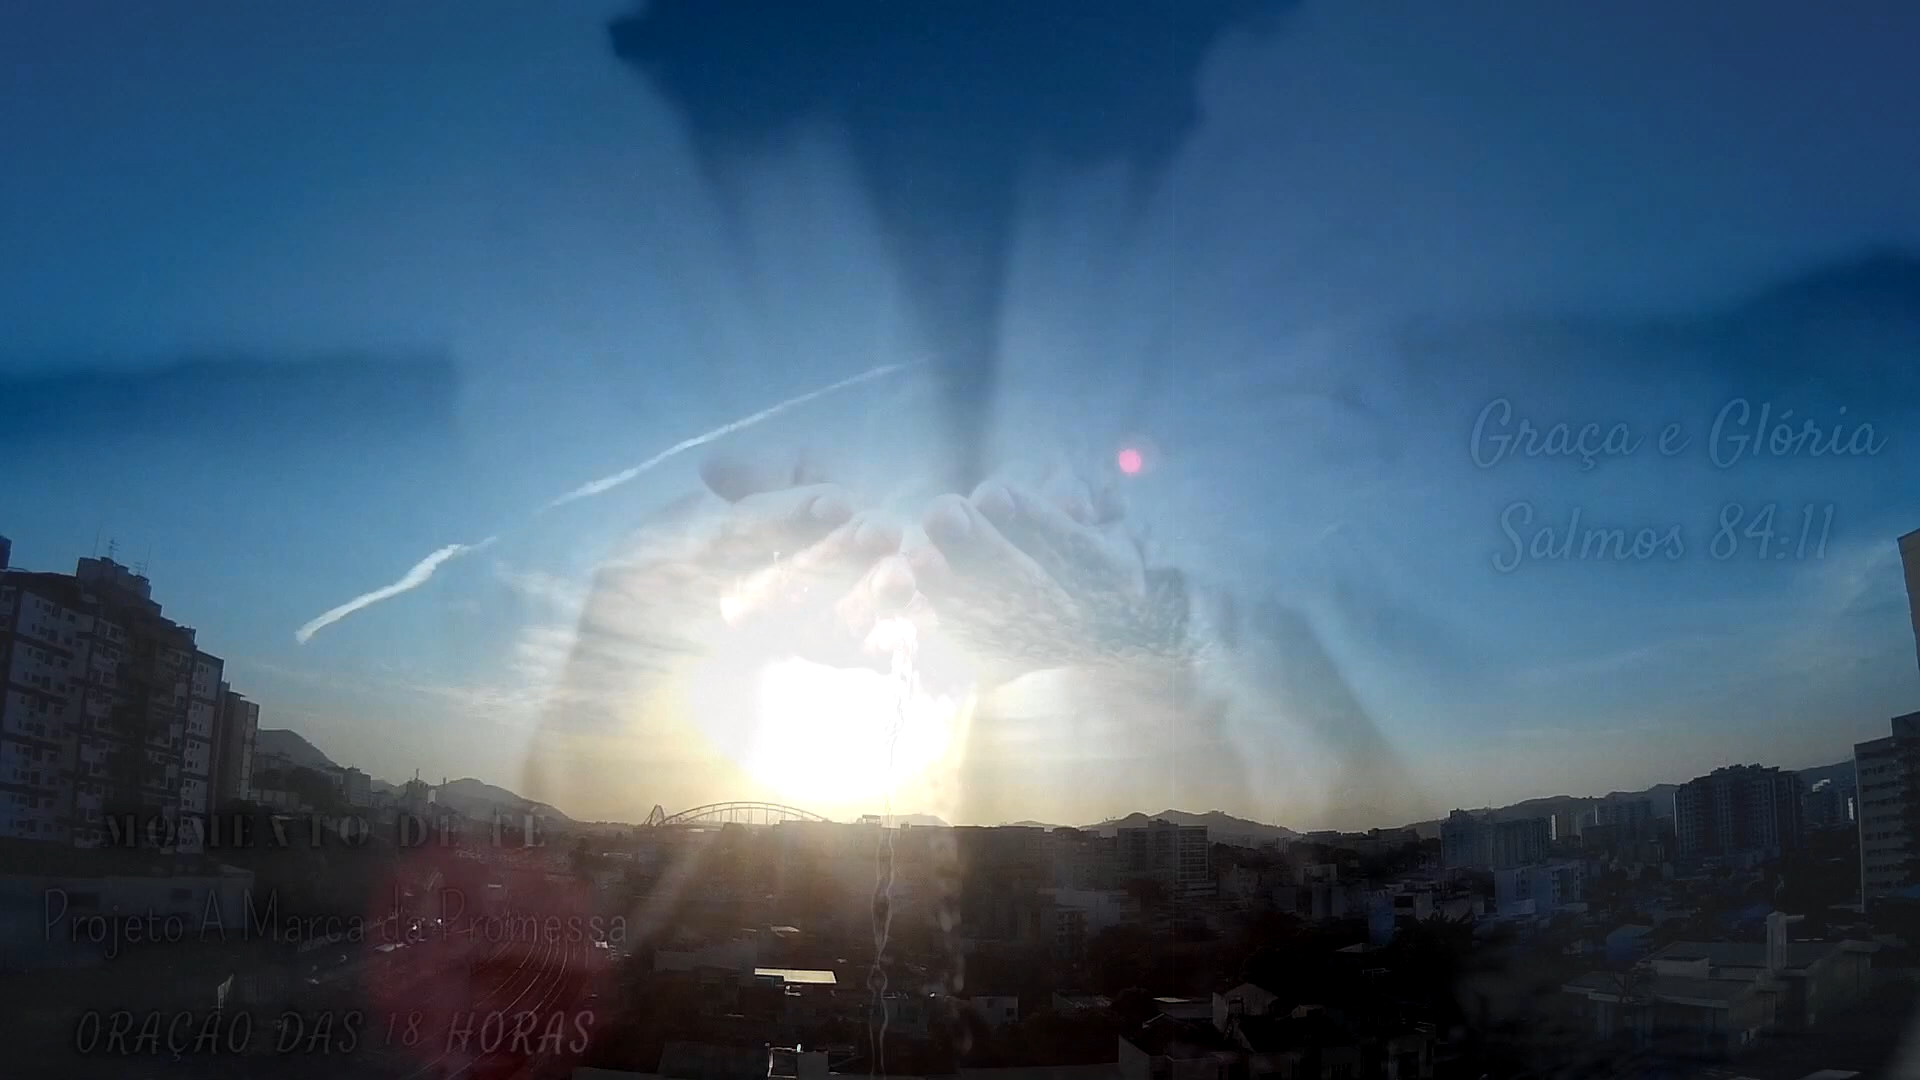 Graça e Glória
Salmos 84:11
MOMENTO DE FÉ
Projeto A Marca da Promessa
ORAÇÃO DAS 18 HORAS